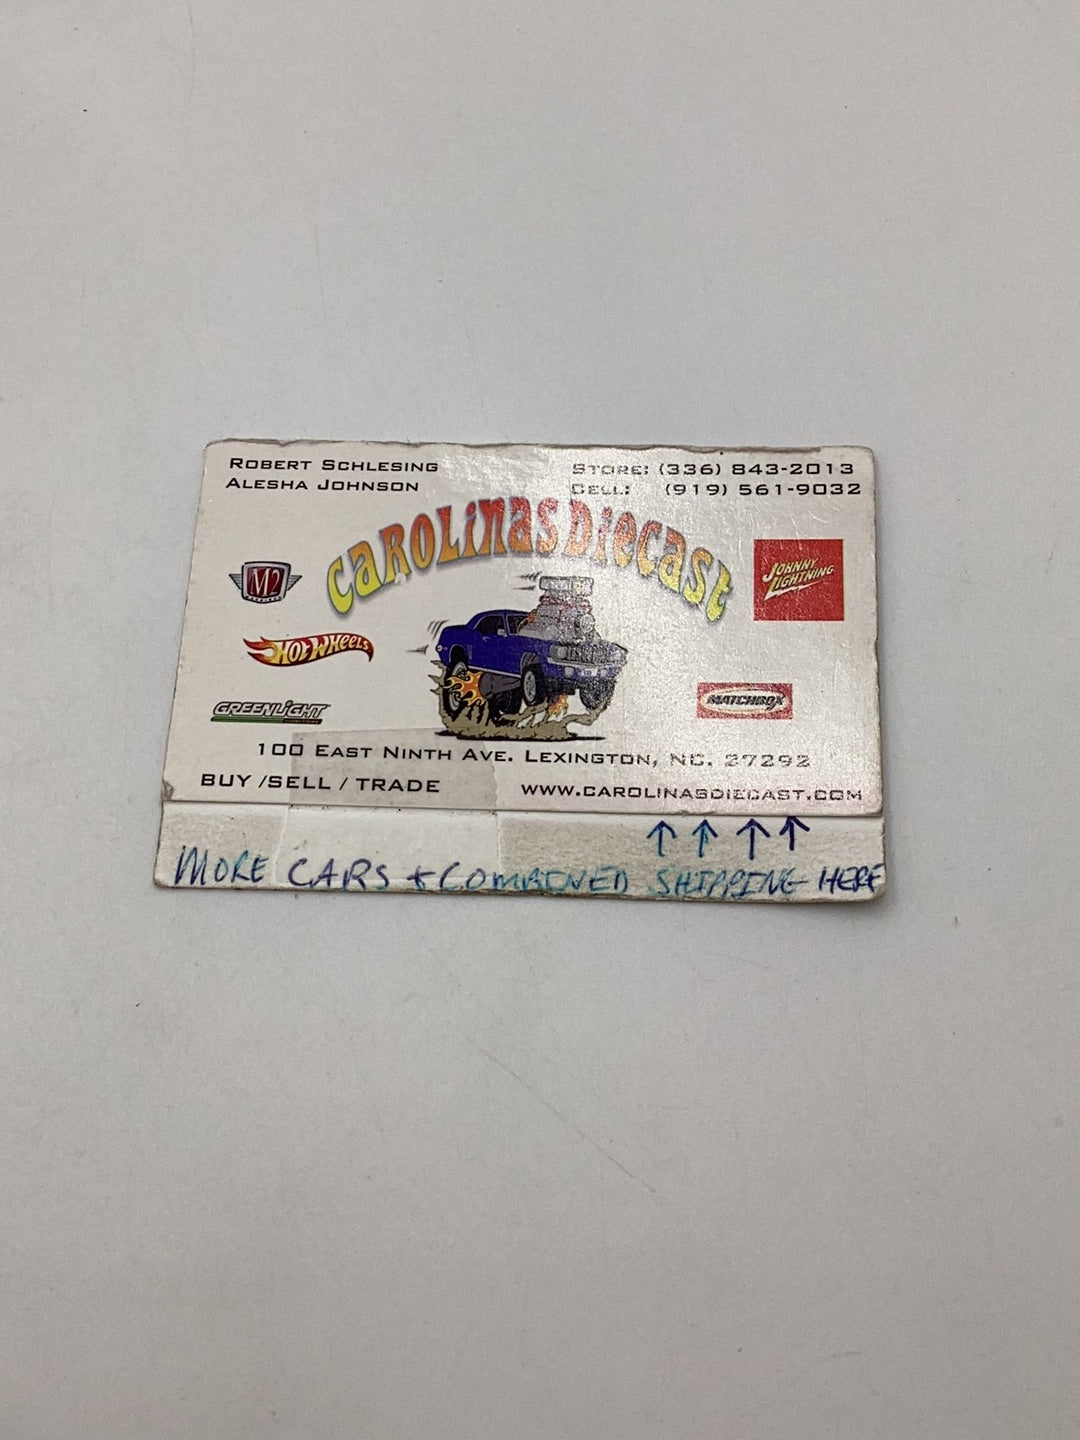 ROBERT SCHLESING
ALESHA JOHNSON
STORE: (336) 843-2013
CELL: (919) 561-9032
CAROLINAS DIECAST
M2
HOT WHEELS
GREENLIGHT
JOHNNY LIGHTNING
MATCHBOX
100 EAST NINTH AVE. LEXINGTON, NC. 27292
BUY /SELL / TRADE
WWW.CAROLINASDIECAST.COM
↑ ↑ ↑ ↑
MORE CARS + COMBINED SHIPPING HERE